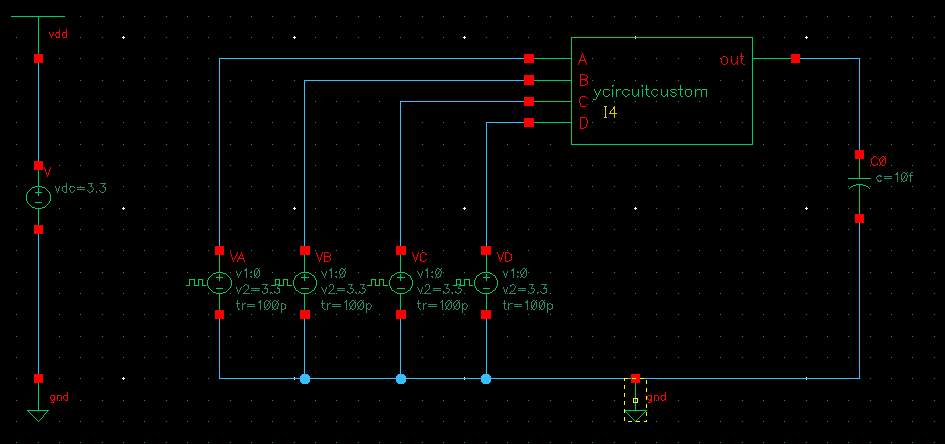 vdd
A
out
B
ycircuitcustom
C
I4
D
V
vdc=3.3
C0
c=10f
VA
v1:0
v2=3.3
tr=100p
VB
v1:0
v2=3.3
tr=100p
VC
v1:0
v2=3.3
tr=100p
VD
v1:0
v2=3.3
tr=100p
gnd
gnd